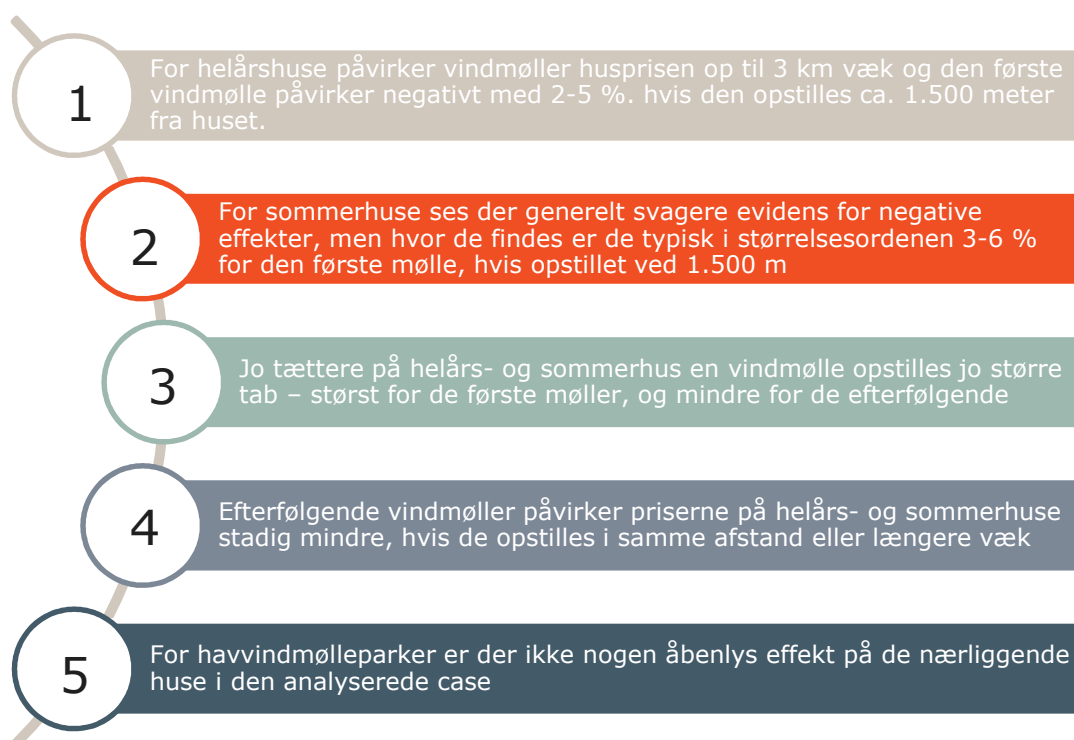 1
For helårshuse påvirker vindmøller husprisen op til 3 km væk og den første
vindmølle påvirker negativt med 2-5 %. hvis den opstilles ca. 1.500 meter
fra huset.
2
For sommerhuse ses der generelt svagere evidens for negative
effekter, men hvor de findes er de typisk i størrelsesordenen 3-6 %
for den første mølle, hvis opstillet ved 1.500 m
3
Jo tættere på helårs- og sommerhus en vindmølle opstilles jo større
tab – størst for de første møller, og mindre for de efterfølgende
4
Efterfølgende vindmøller påvirker priserne på helårs- og sommerhuse
stadig mindre, hvis de opstilles i samme afstand eller længere væk
5
For havvindmølleparker er der ikke nogen åbenlys effekt på de nærliggende
huse i den analyserede case